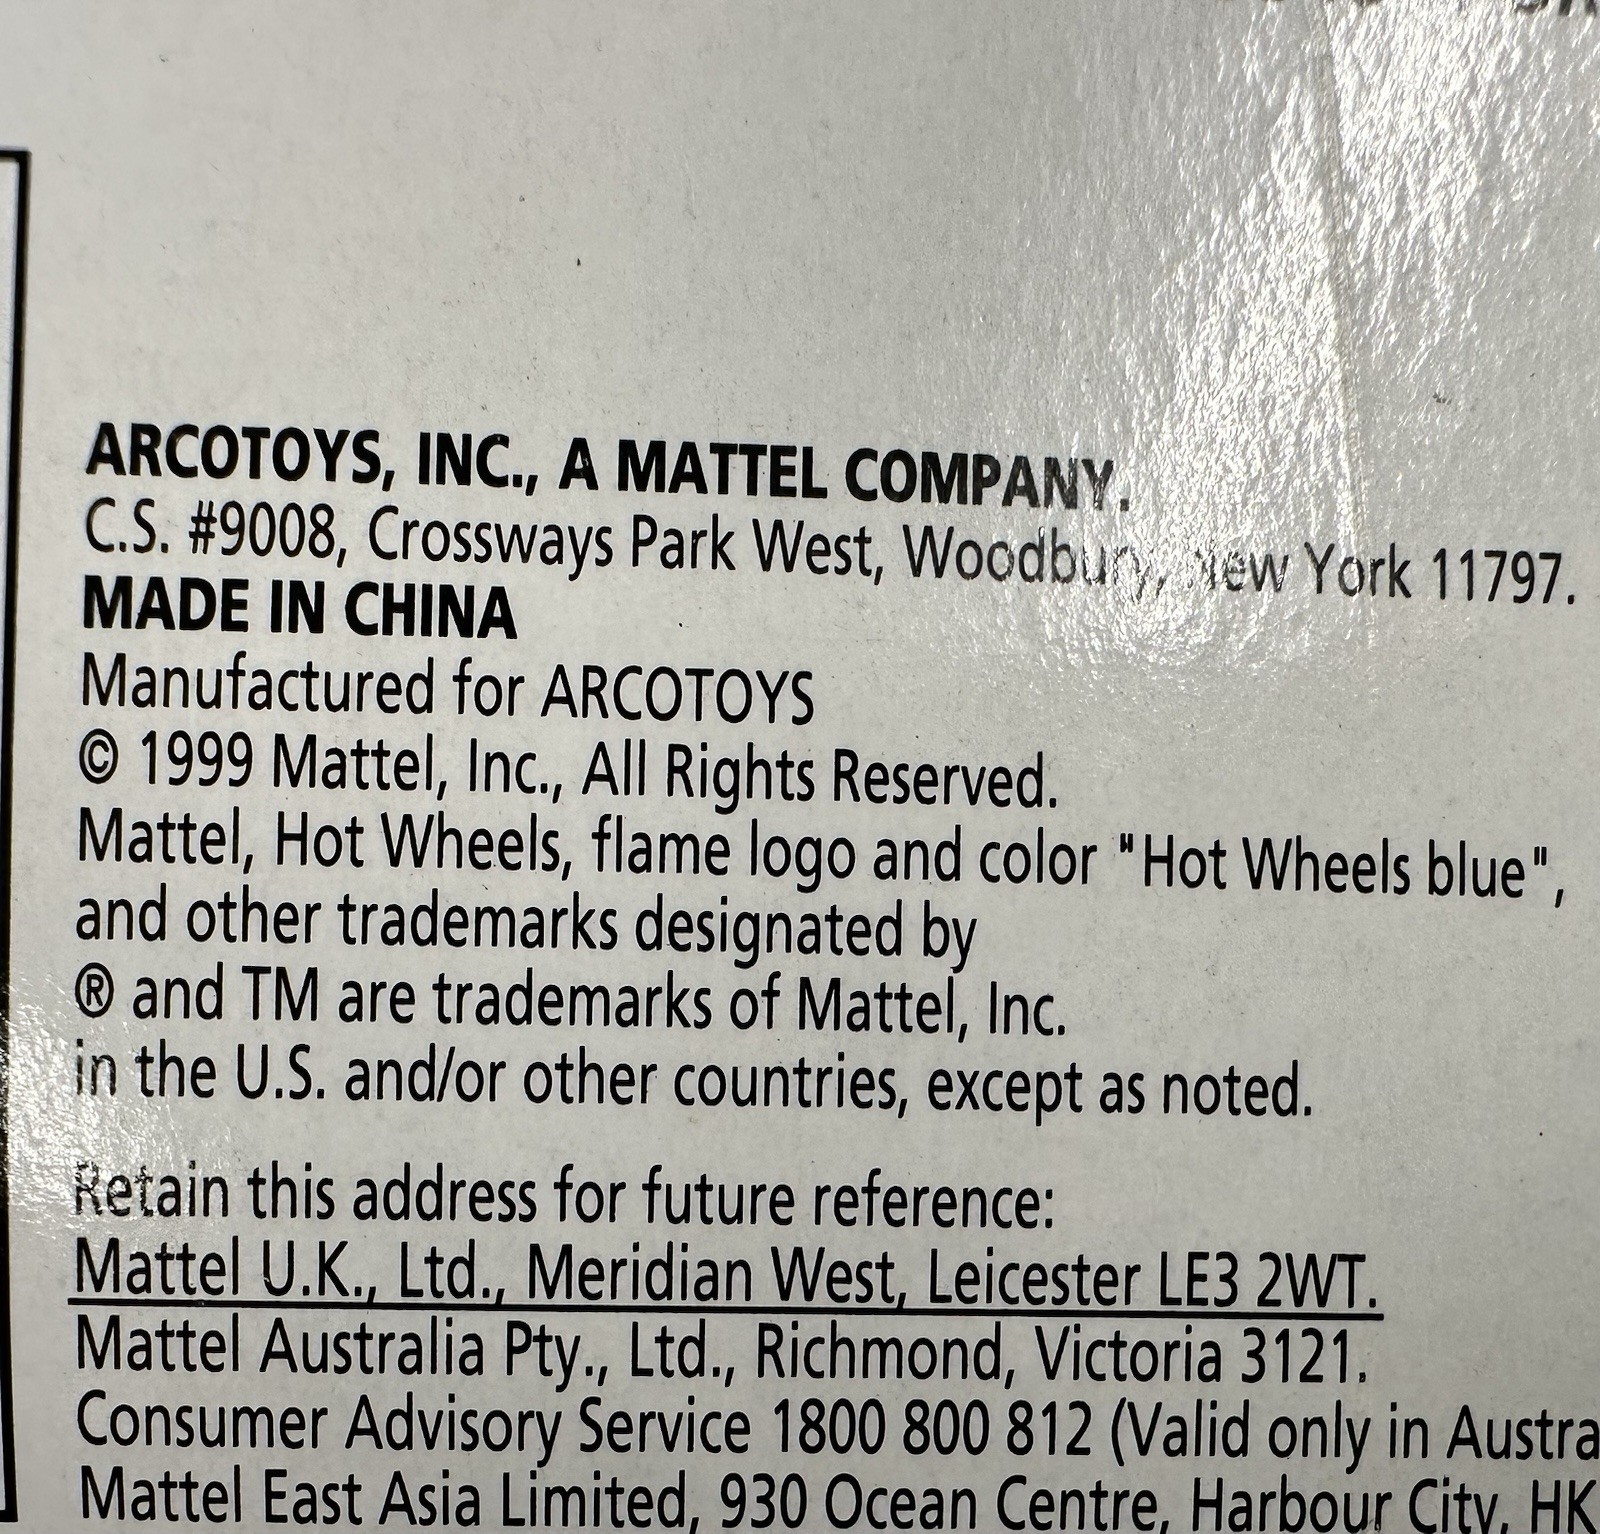 ARCOTOYS, INC., A MATTEL COMPANY.
C.S. #9008, Crossways Park West, Woodbury, New York 11797.
MADE IN CHINA
Manufactured for ARCOTOYS
© 1999 Mattel, Inc., All Rights Reserved.
Mattel, Hot Wheels, flame logo and color "Hot Wheels blue",
and other trademarks designated by
® and TM are trademarks of Mattel, Inc.
in the U.S. and/or other countries, except as noted.
Retain this address for future reference:
Mattel U.K., Ltd., Meridian West, Leicester LE3 2WT.
Mattel Australia Pty., Ltd., Richmond, Victoria 3121.
Consumer Advisory Service 1800 800 812 (Valid only in Austra
Mattel East Asia Limited, 930 Ocean Centre, Harbour City, HK